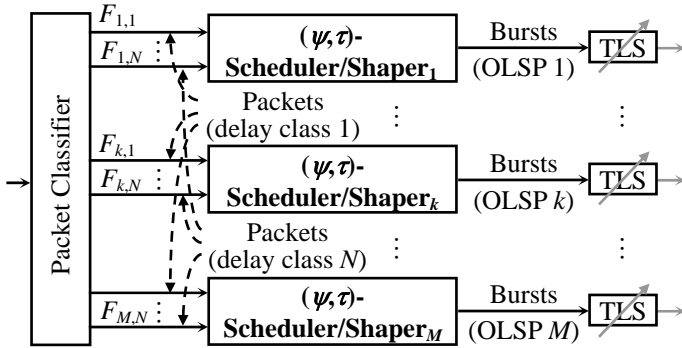 Packet Classifier
F1,1
F1,N ⋮
(ψ,τ)-
Scheduler/Shaper1
Bursts
(OLSP 1)
TLS
Packets
(delay class 1)
⋮
⋮
Fk,1
Fk,N ⋮
(ψ,τ)-
Scheduler/Shaperk
Bursts
(OLSP k)
TLS
Packets
(delay class N)
⋮
⋮
FM,N ⋮
(ψ,τ)-
Scheduler/ShaperM
Bursts
(OLSP M)
TLS